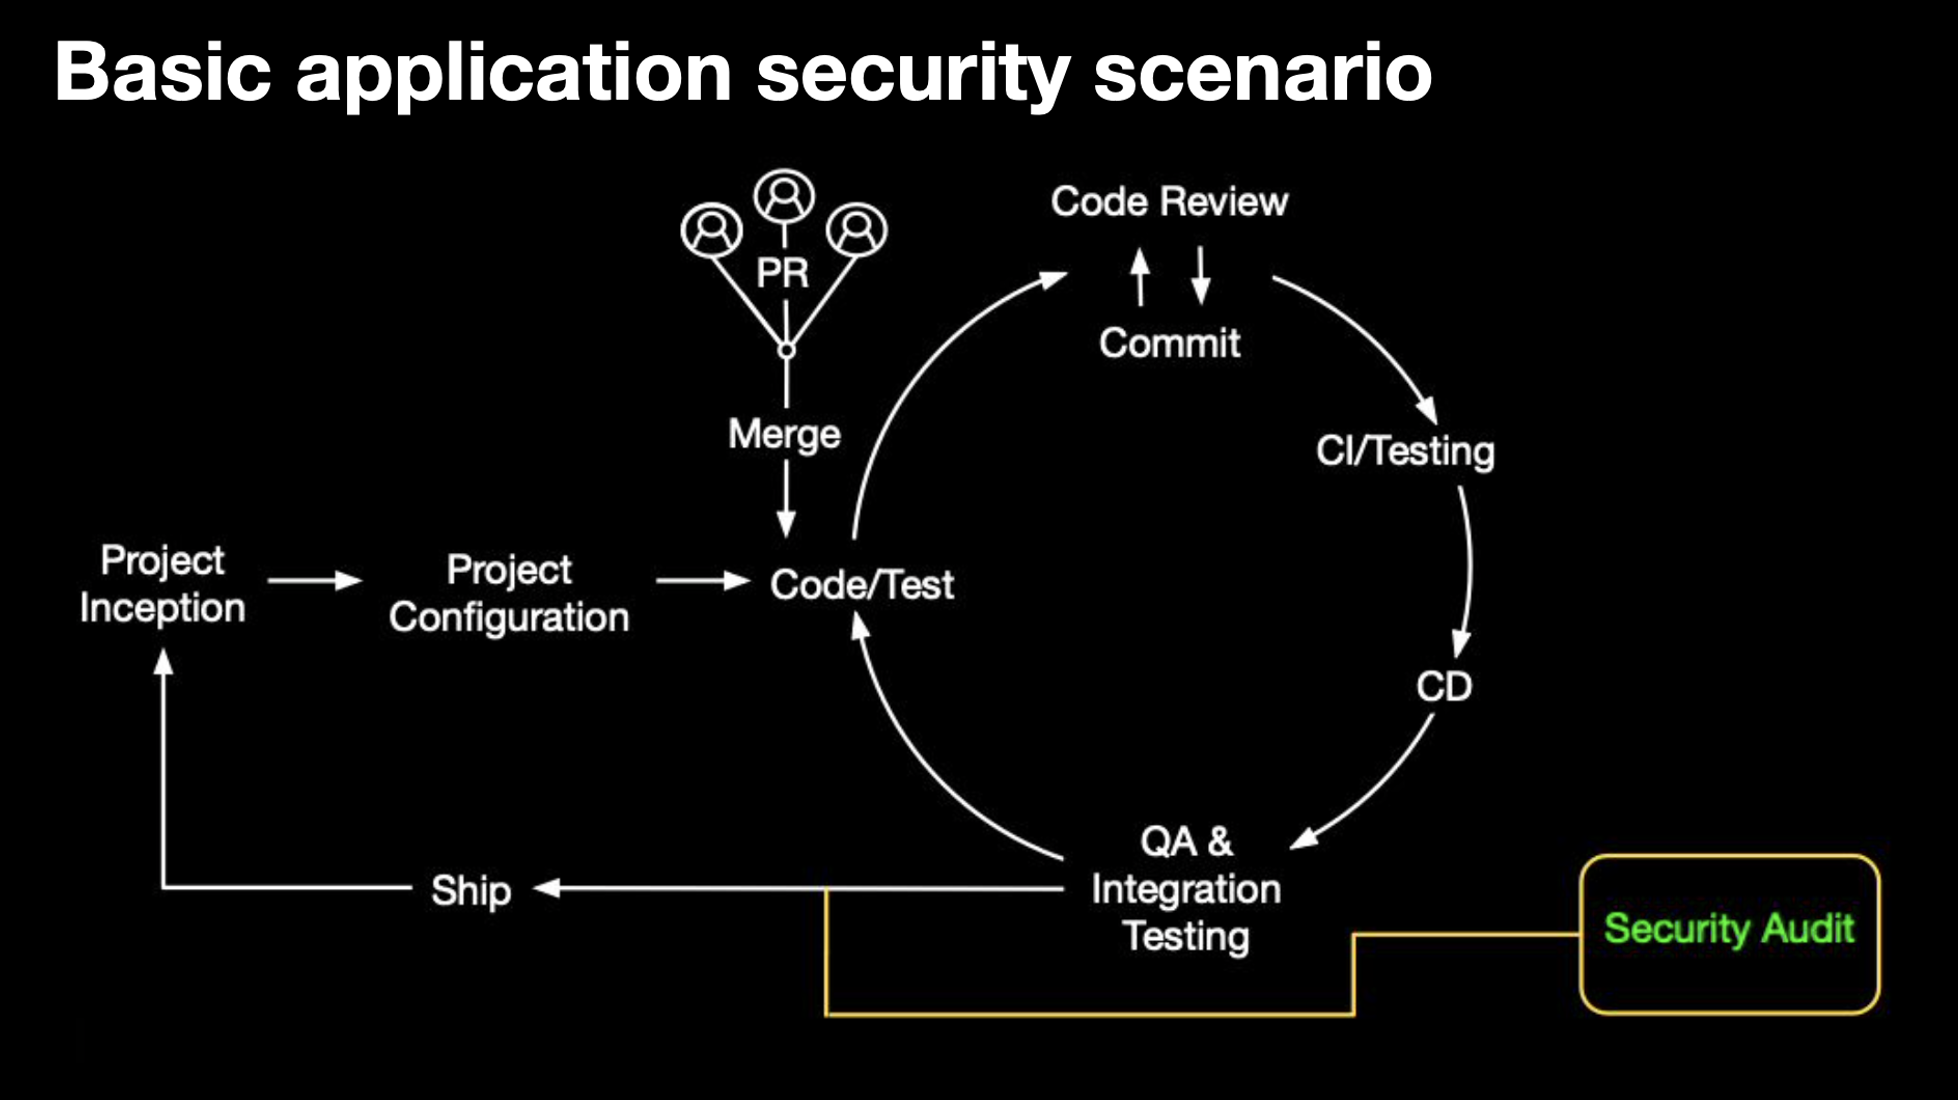 Basic application security scenario
PR
Merge
Code Review
Commit
CI/Testing
Project
Inception
Project
Configuration
Code/Test
CD
QA &
Integration
Testing
Ship
Security Audit